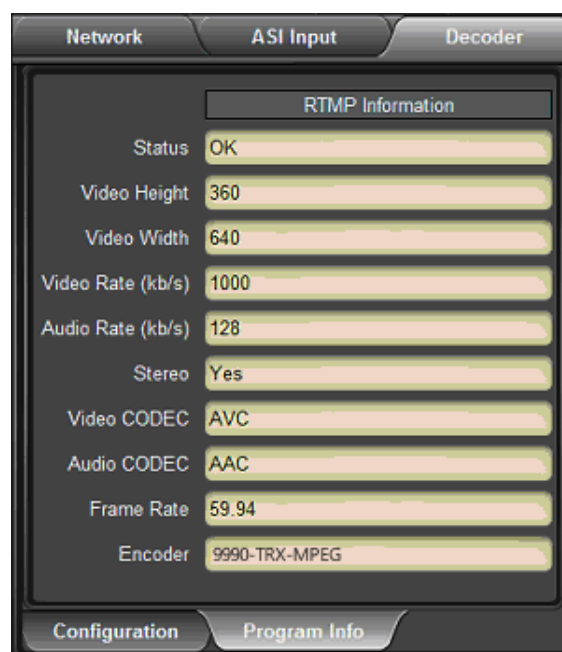 Network ASI Input Decoder
RTMP Information
Status OK
Video Height 360
Video Width 640
Video Rate (kb/s) 1000
Audio Rate (kb/s) 128
Stereo Yes
Video CODEC AVC
Audio CODEC AAC
Frame Rate 59.94
Encoder 9990-TRX-MPEG
Configuration Program Info